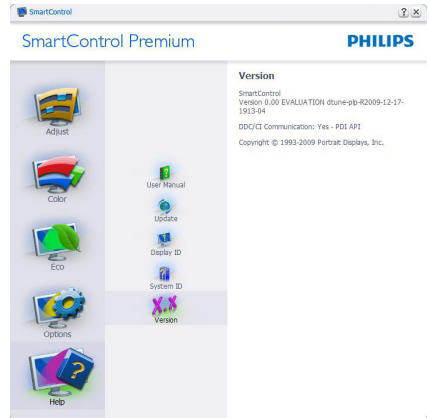 SmartControl
SmartControl Premium
PHILIPS
Adjust
Color
Eco
Options
Help
User Manual
Update
Display ID
System ID
X.X
Version
Version
SmartControl
Version 0.00 EVALUATION dtune-plb-R2009-12-17-
1913-04
DDC/CI Communication: Yes - PDI API
Copyright © 1993-2009 Portrait Displays, Inc.